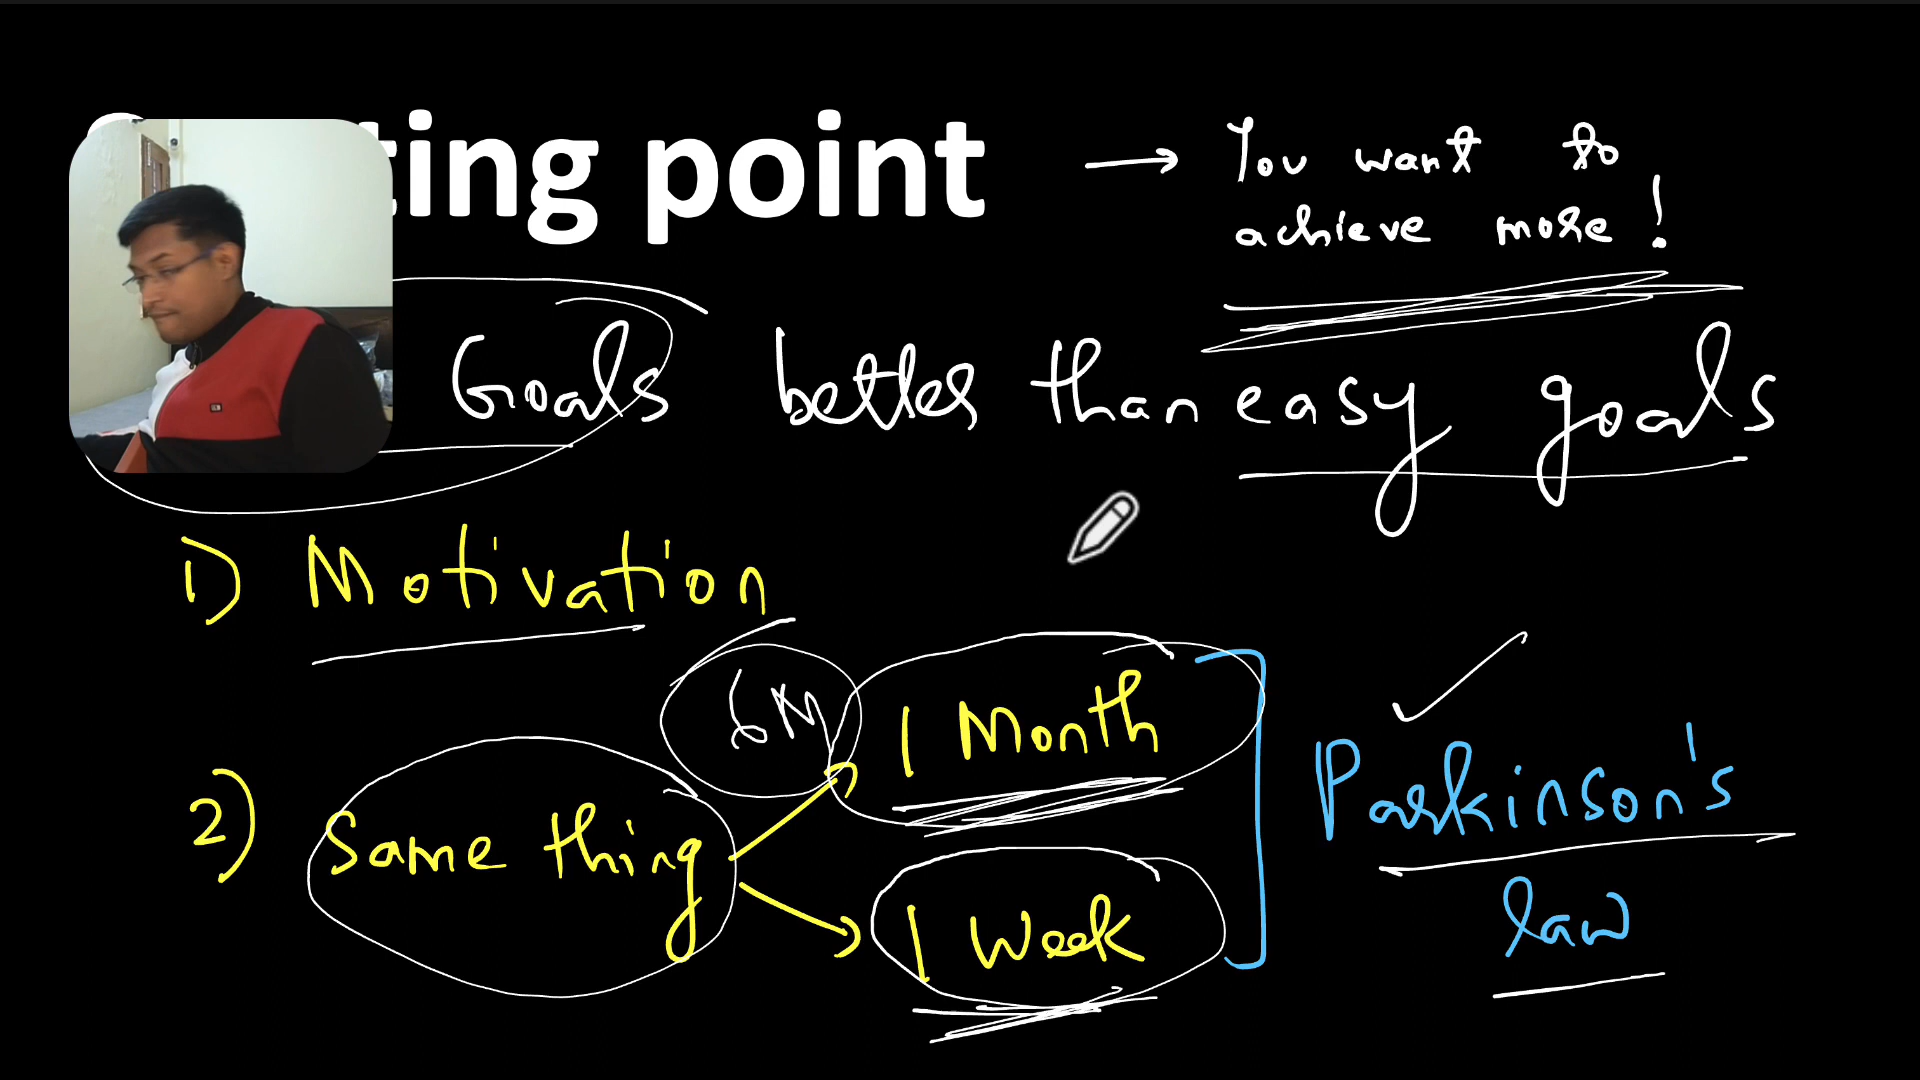 ting point → You want to
achieve more!
Goals better than easy goals
1) Motivation
6M 1 Month
2) Same thing
1 Week
Parkinson's
law